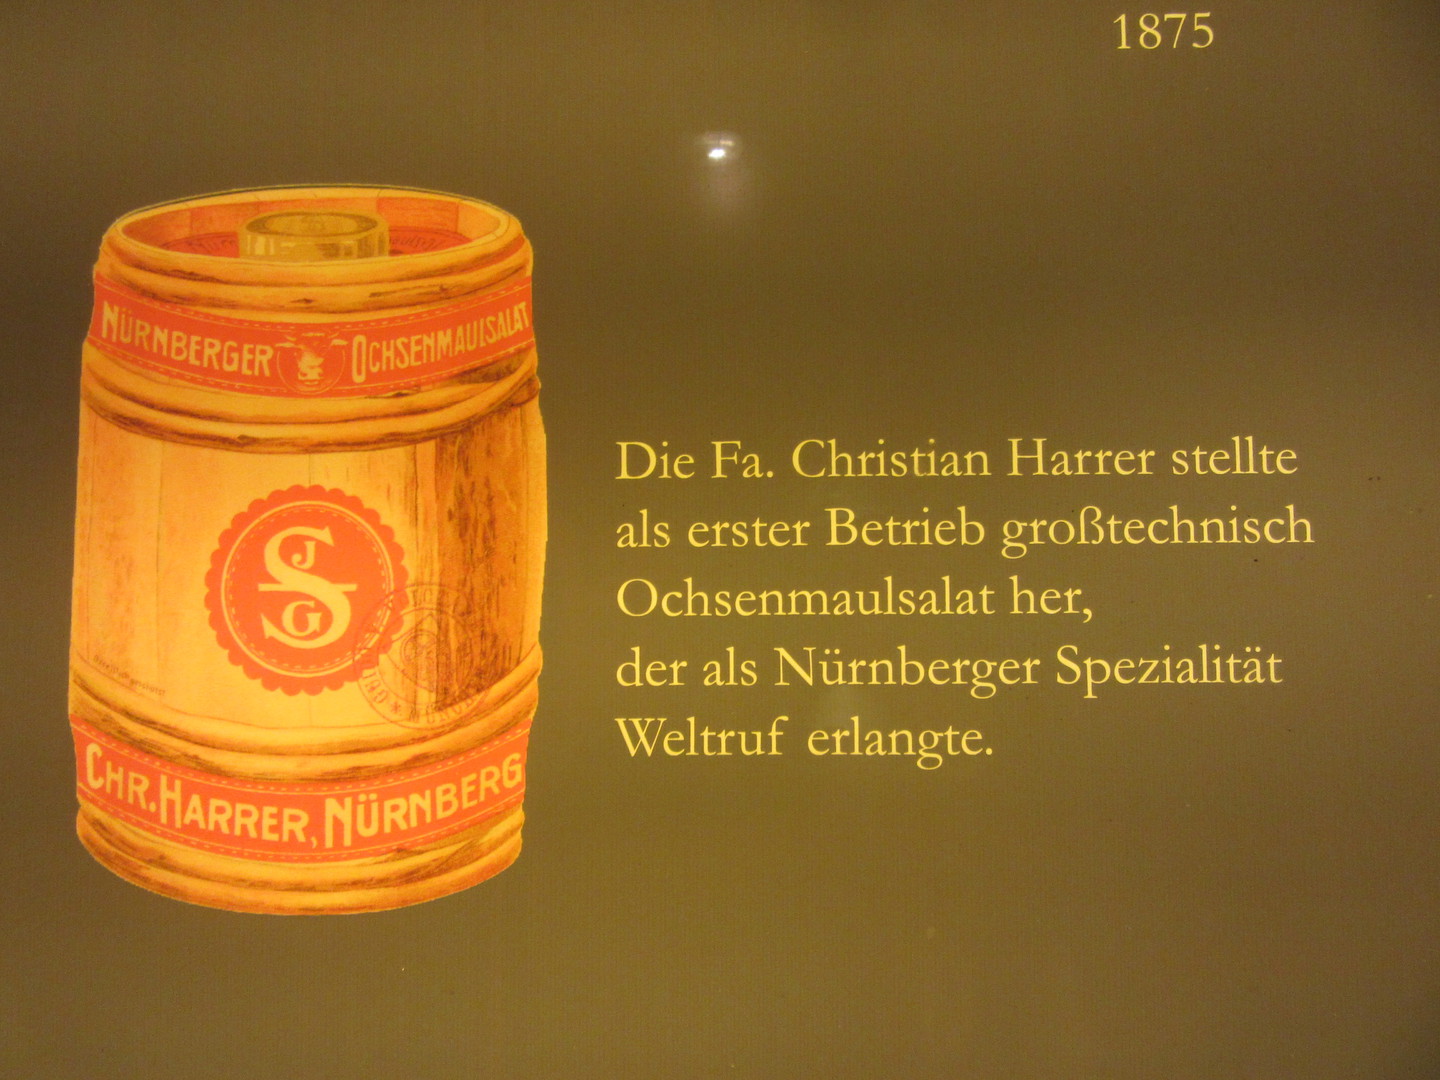 1875
NÜRNBERGER OCHSENMAULSALAT
J
S
G
CHR. HARRER, NÜRNBERG
Die Fa. Christian Harrer stellte
als erster Betrieb großtechnisch
Ochsenmaulsalat her,
der als Nürnberger Spezialität
Weltruf erlangte.